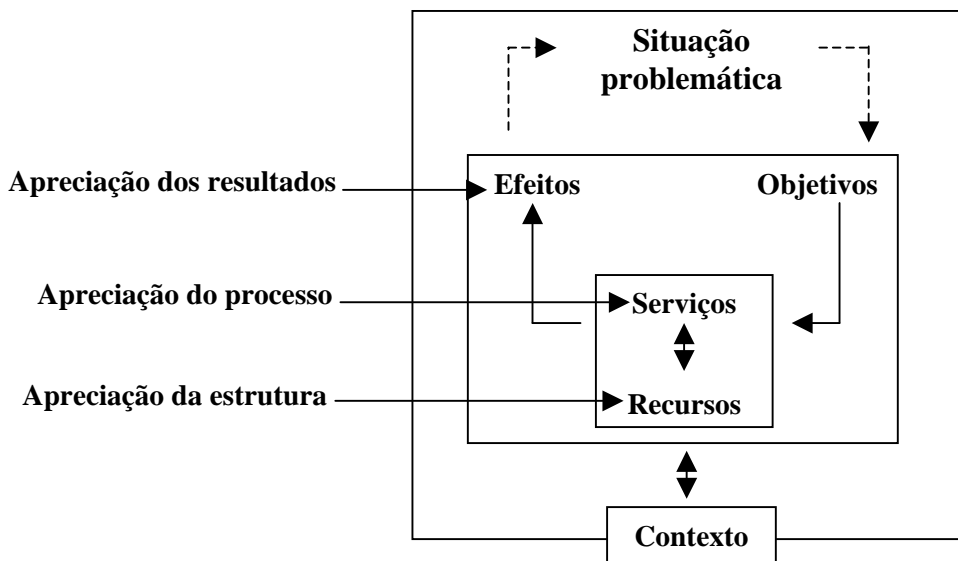 Situação
problemática
Apreciação dos resultados
Efeitos
Objetivos
Apreciação do processo
Serviços
Apreciação da estrutura
Recursos
Contexto